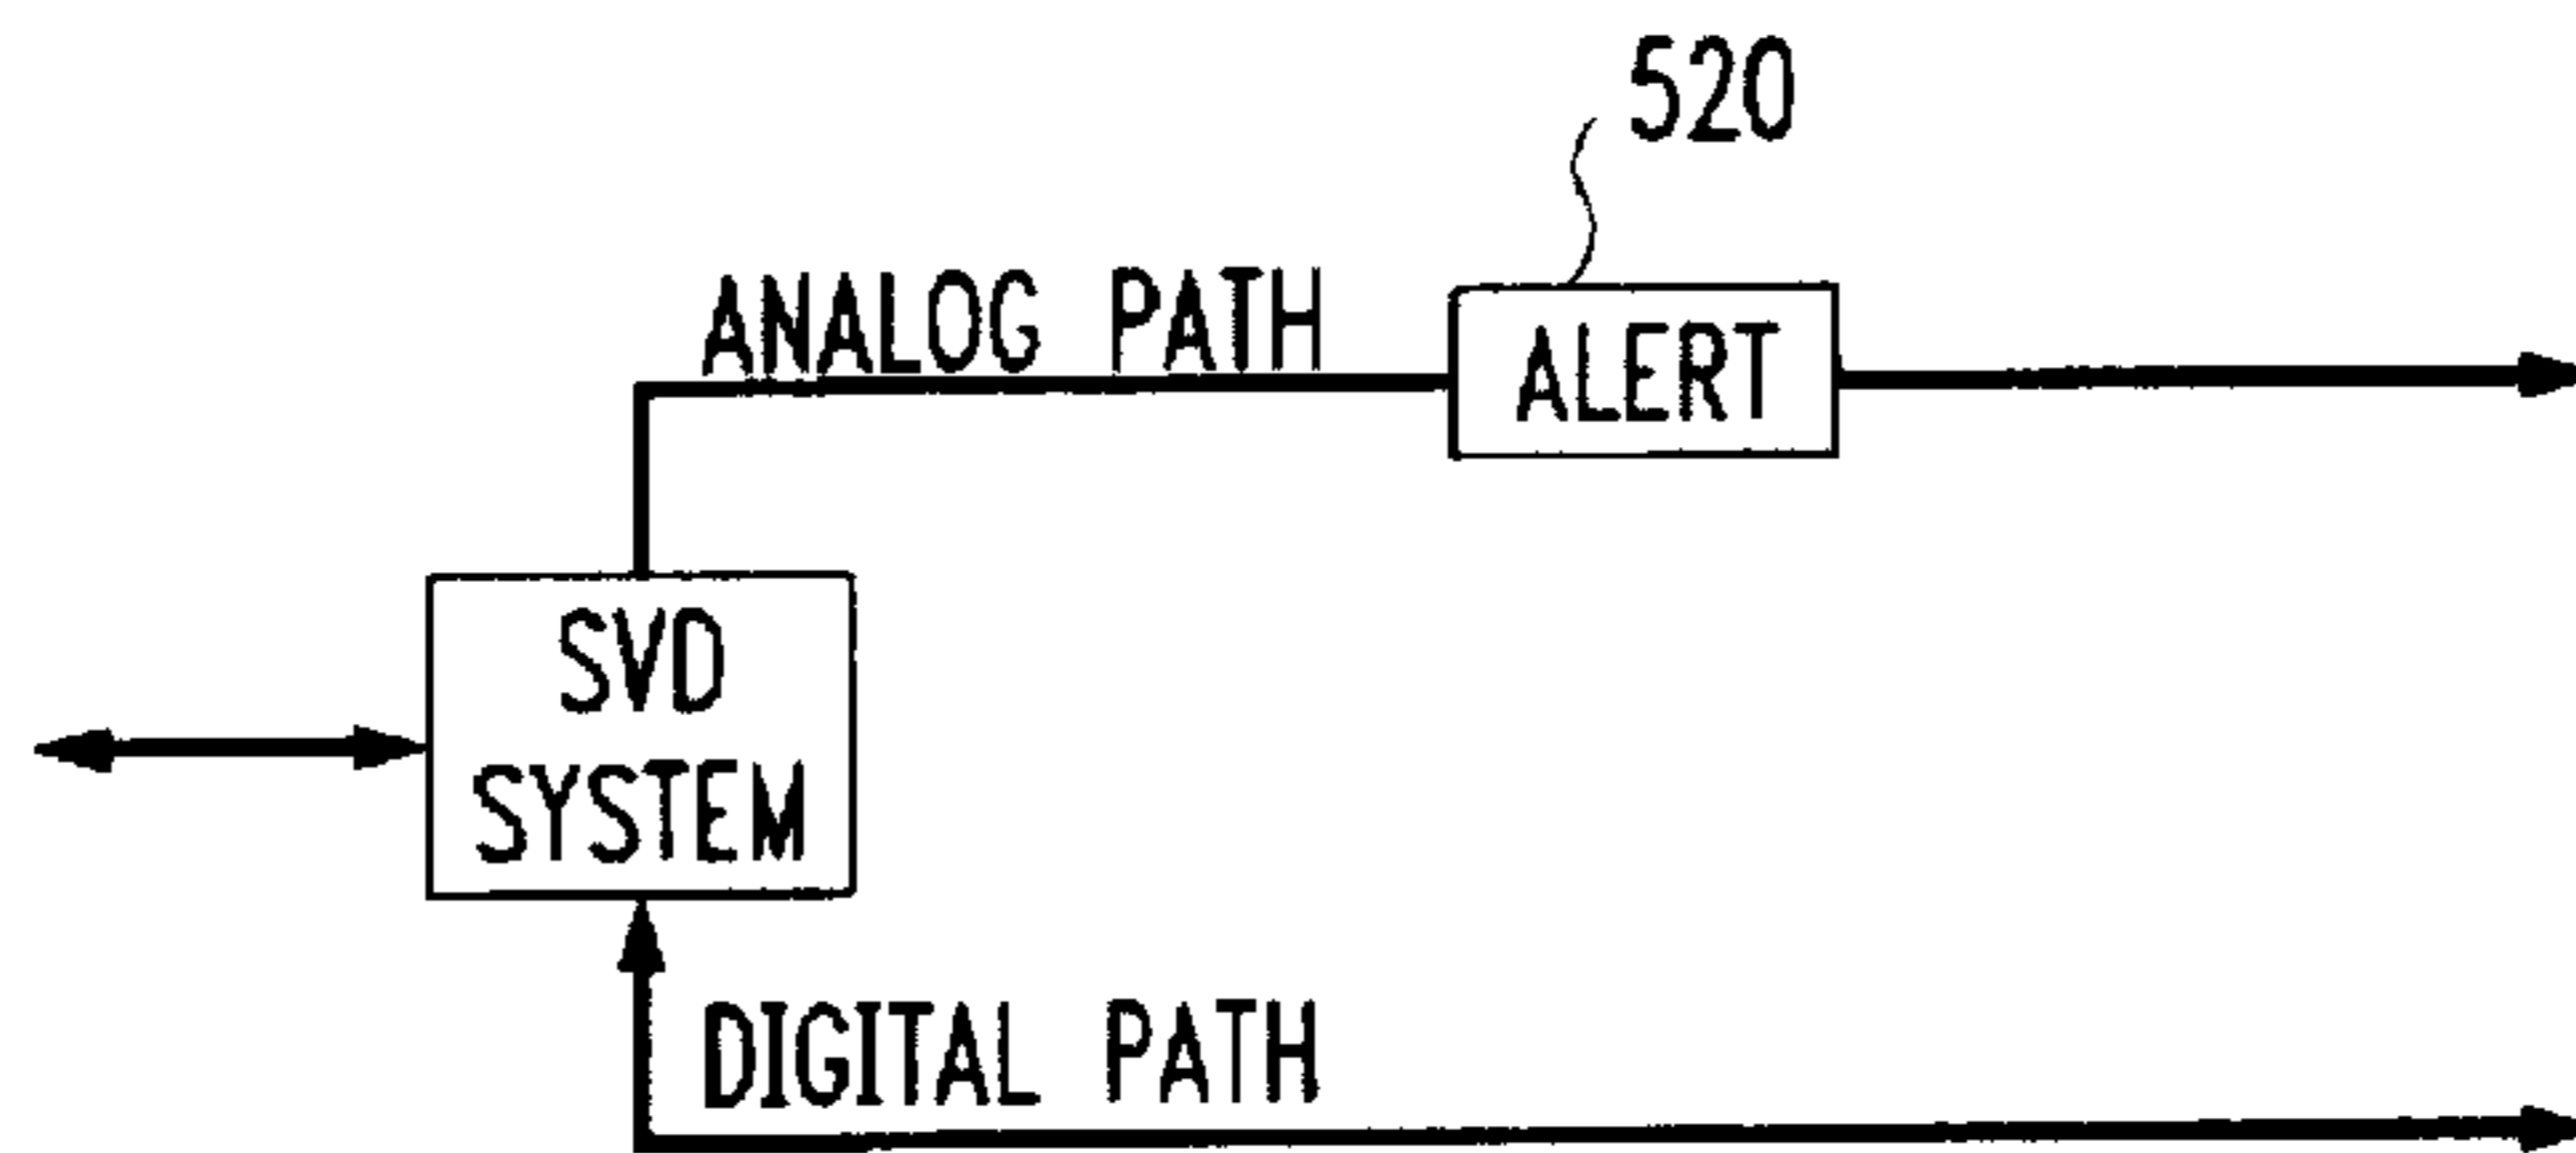 520
ANALOG PATH
ALERT
SVD
SYSTEM
DIGITAL PATH